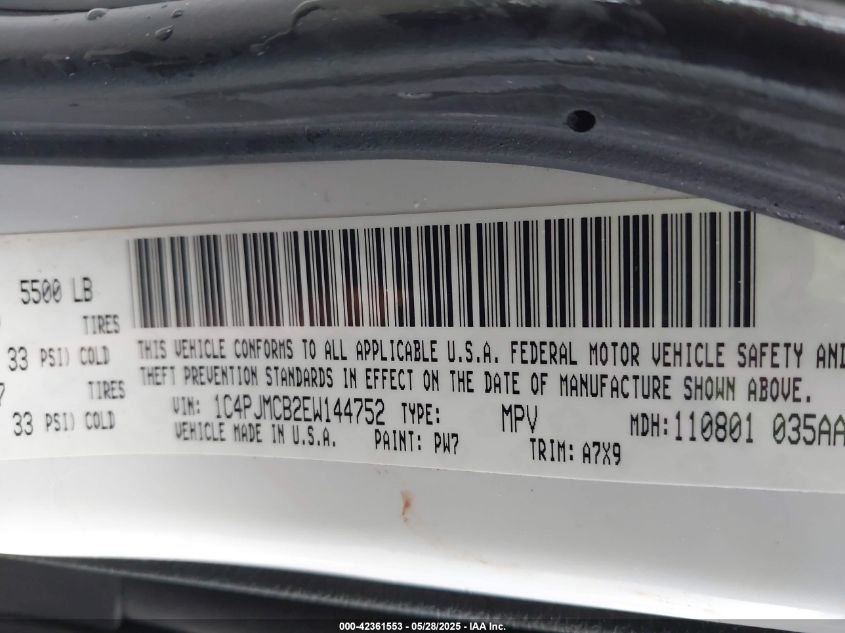 5500 LB
TIRES
33 PSI) COLD
TIRES
33 PSI) COLD
THIS VEHICLE CONFORMS TO ALL APPLICABLE U.S.A. FEDERAL MOTOR VEHICLE SAFETY AND
THEFT PREVENTION STANDARDS IN EFFECT ON THE DATE OF MANUFACTURE SHOWN ABOVE.
VIN: 1C4PJMCB2EW144752 TYPE: MPV MDH: 110801 035AA
VEHICLE MADE IN U.S.A. PAINT: PW7 TRIM: A7X9
000-42361553 - 05/28/2025 - IAA Inc.